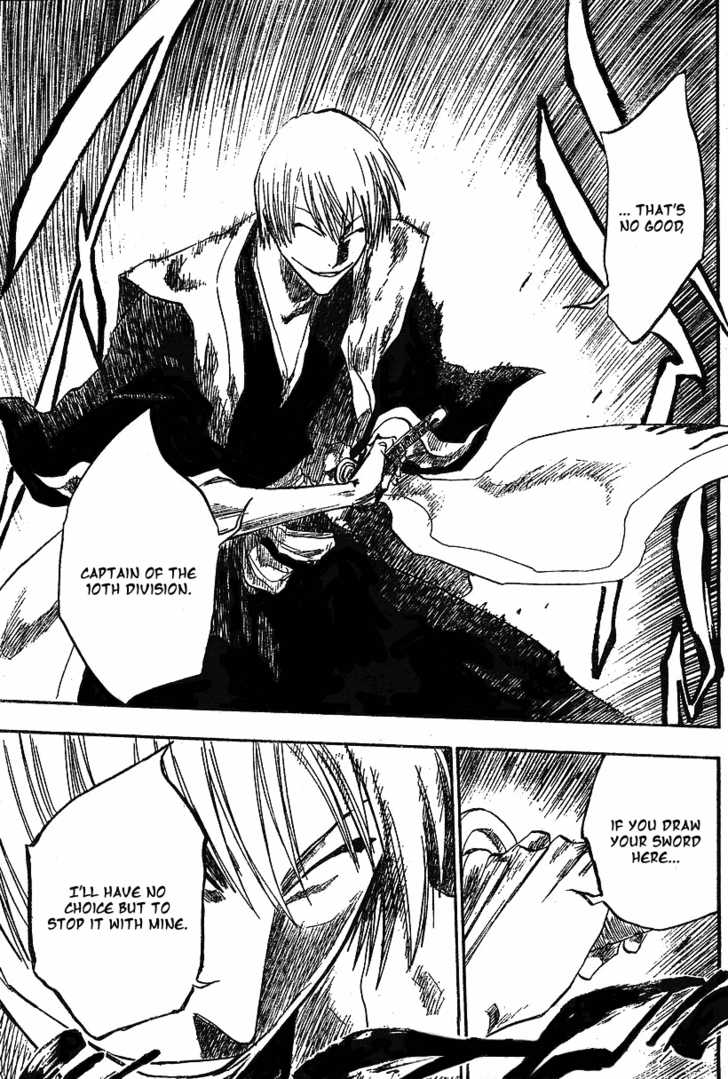 ... THAT'S
NO GOOD,
CAPTAIN OF THE
10TH DIVISION.
IF YOU DRAW
YOUR SWORD
HERE...
I'LL HAVE NO
CHOICE BUT TO
STOP IT WITH MINE.